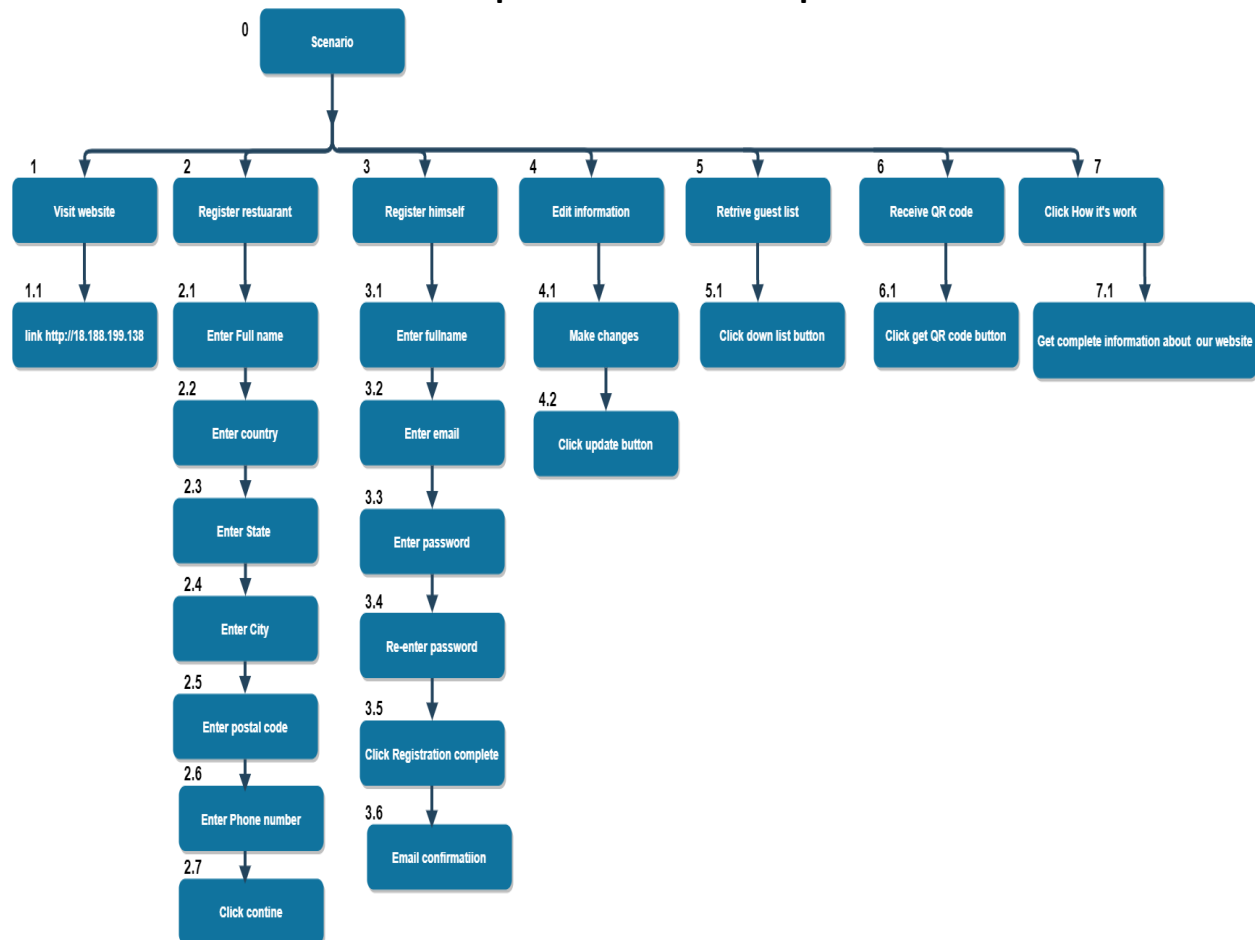 0
Scenario
1
2
3
4
5
6
7
Visit website
Register restuarant
Register himself
Edit information
Retrive guest list
Receive QR code
Click How it's work
1.1
2.1
3.1
4.1
5.1
6.1
7.1
link http://18.188.199.138
Enter Full name
Enter fullname
Make changes
Click down list button
Click get QR code button
Get complete information about our website
2.2
3.2
4.2
Enter country
Enter email
Click update button
2.3
3.3
Enter State
Enter password
2.4
3.4
Enter City
Re-enter password
2.5
3.5
Enter postal code
Click Registration complete
2.6
3.6
Enter Phone number
Email confirmatiion
2.7
Click contine